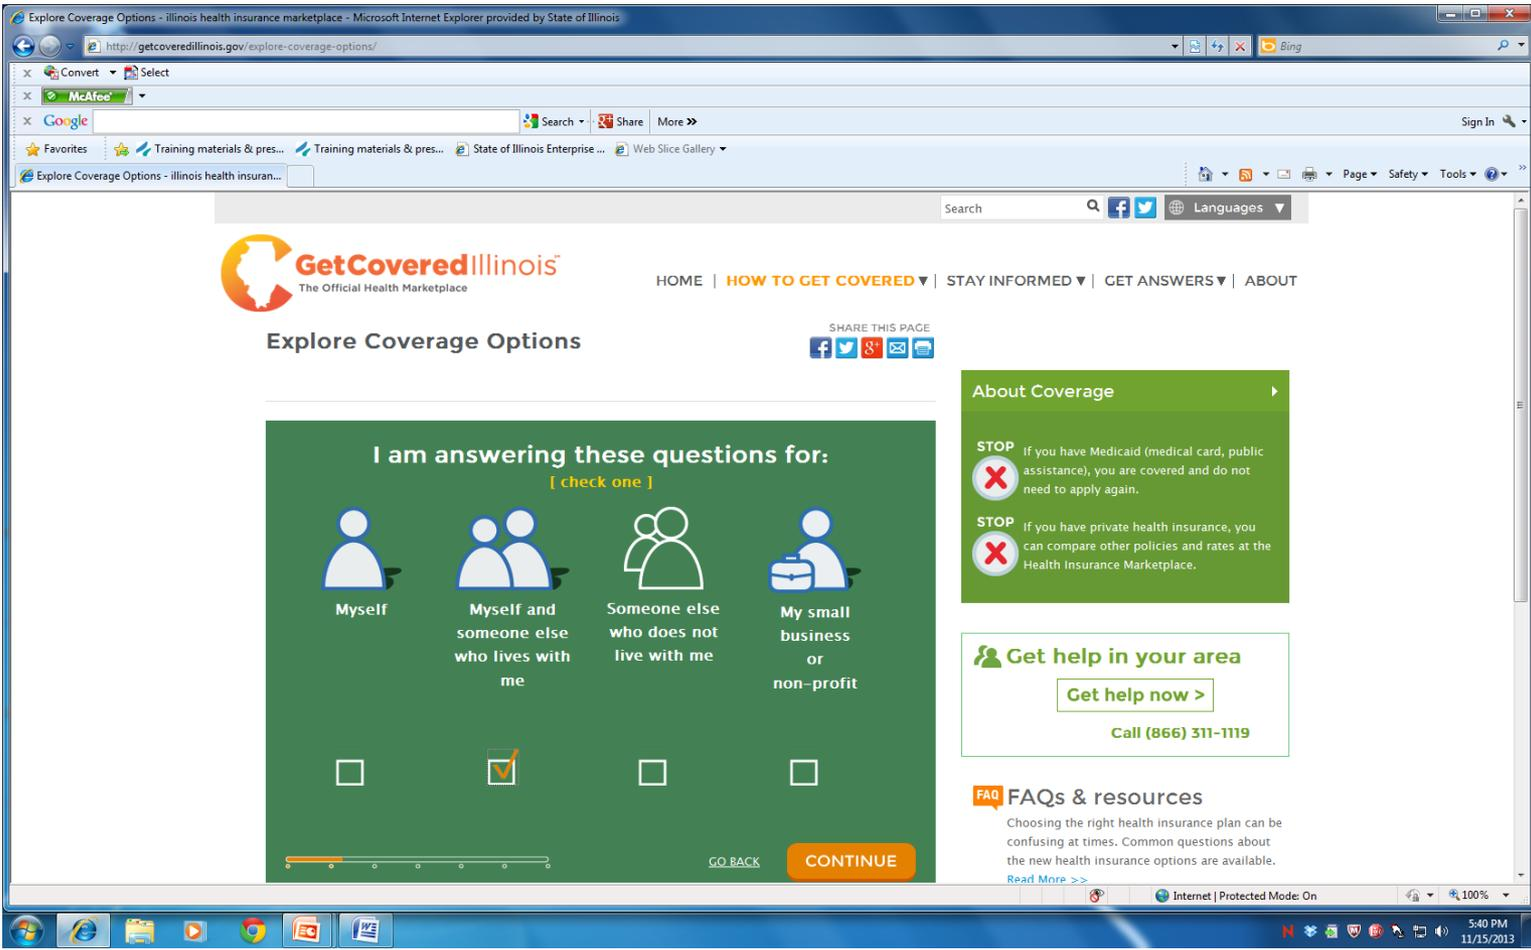 Explore Coverage Options - illinois health insurance marketplace - Microsoft Internet Explorer provided by State of Illinois
http://getcoveredillinois.gov/explore-coverage-options/
Bing
x Convert Select
x McAfee
x Google Search Share More >> Sign In
Favorites Training materials & pres... Training materials & pres... State of Illinois Enterprise ... Web Slice Gallery
Explore Coverage Options - illinois health insuran... Page Safety Tools
Search Languages
GetCoveredIllinois™
The Official Health Marketplace
HOME | HOW TO GET COVERED | STAY INFORMED | GET ANSWERS | ABOUT
Explore Coverage Options
SHARE THIS PAGE
I am answering these questions for:
[ check one ]
Myself
Myself and
someone else
who lives with
me
Someone else
who does not
live with me
My small
business
or
non-profit
GO BACK
CONTINUE
About Coverage
STOP
If you have Medicaid (medical card, public
assistance), you are covered and do not
need to apply again.
STOP
If you have private health insurance, you
can compare other policies and rates at the
Health Insurance Marketplace.
Get help in your area
Get help now >
Call (866) 311-1119
FAQ FAQs & resources
Choosing the right health insurance plan can be
confusing at times. Common questions about
the new health insurance options are available.
Read More >>
Internet | Protected Mode: On 100%
5:40 PM
11/15/2013